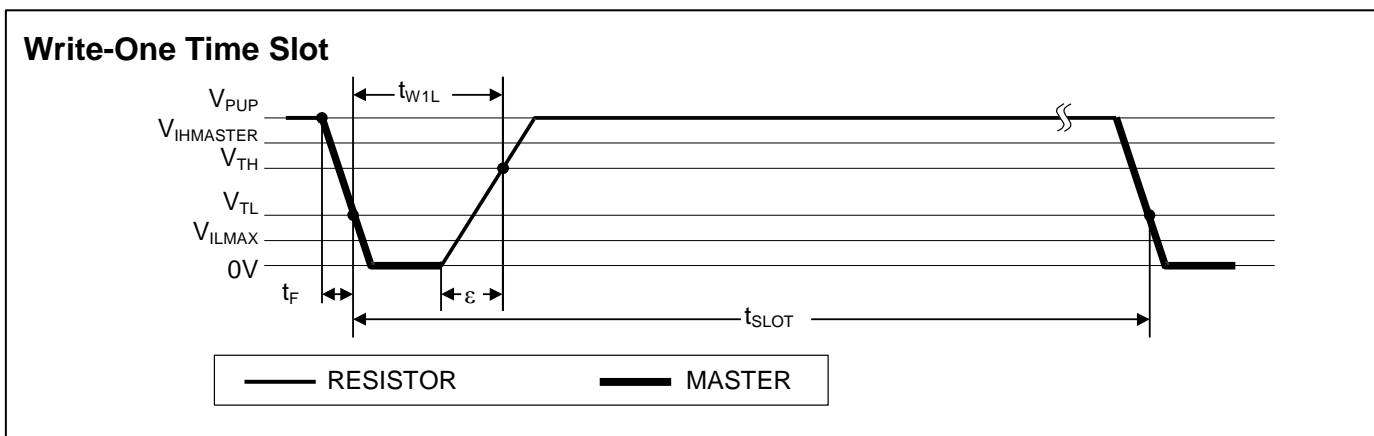 Write-One Time Slot
tW1L
VPUP
VIHMASTER
VTH
VTL
VILMAX
0V
tF
ε
tSLOT
RESISTOR MASTER